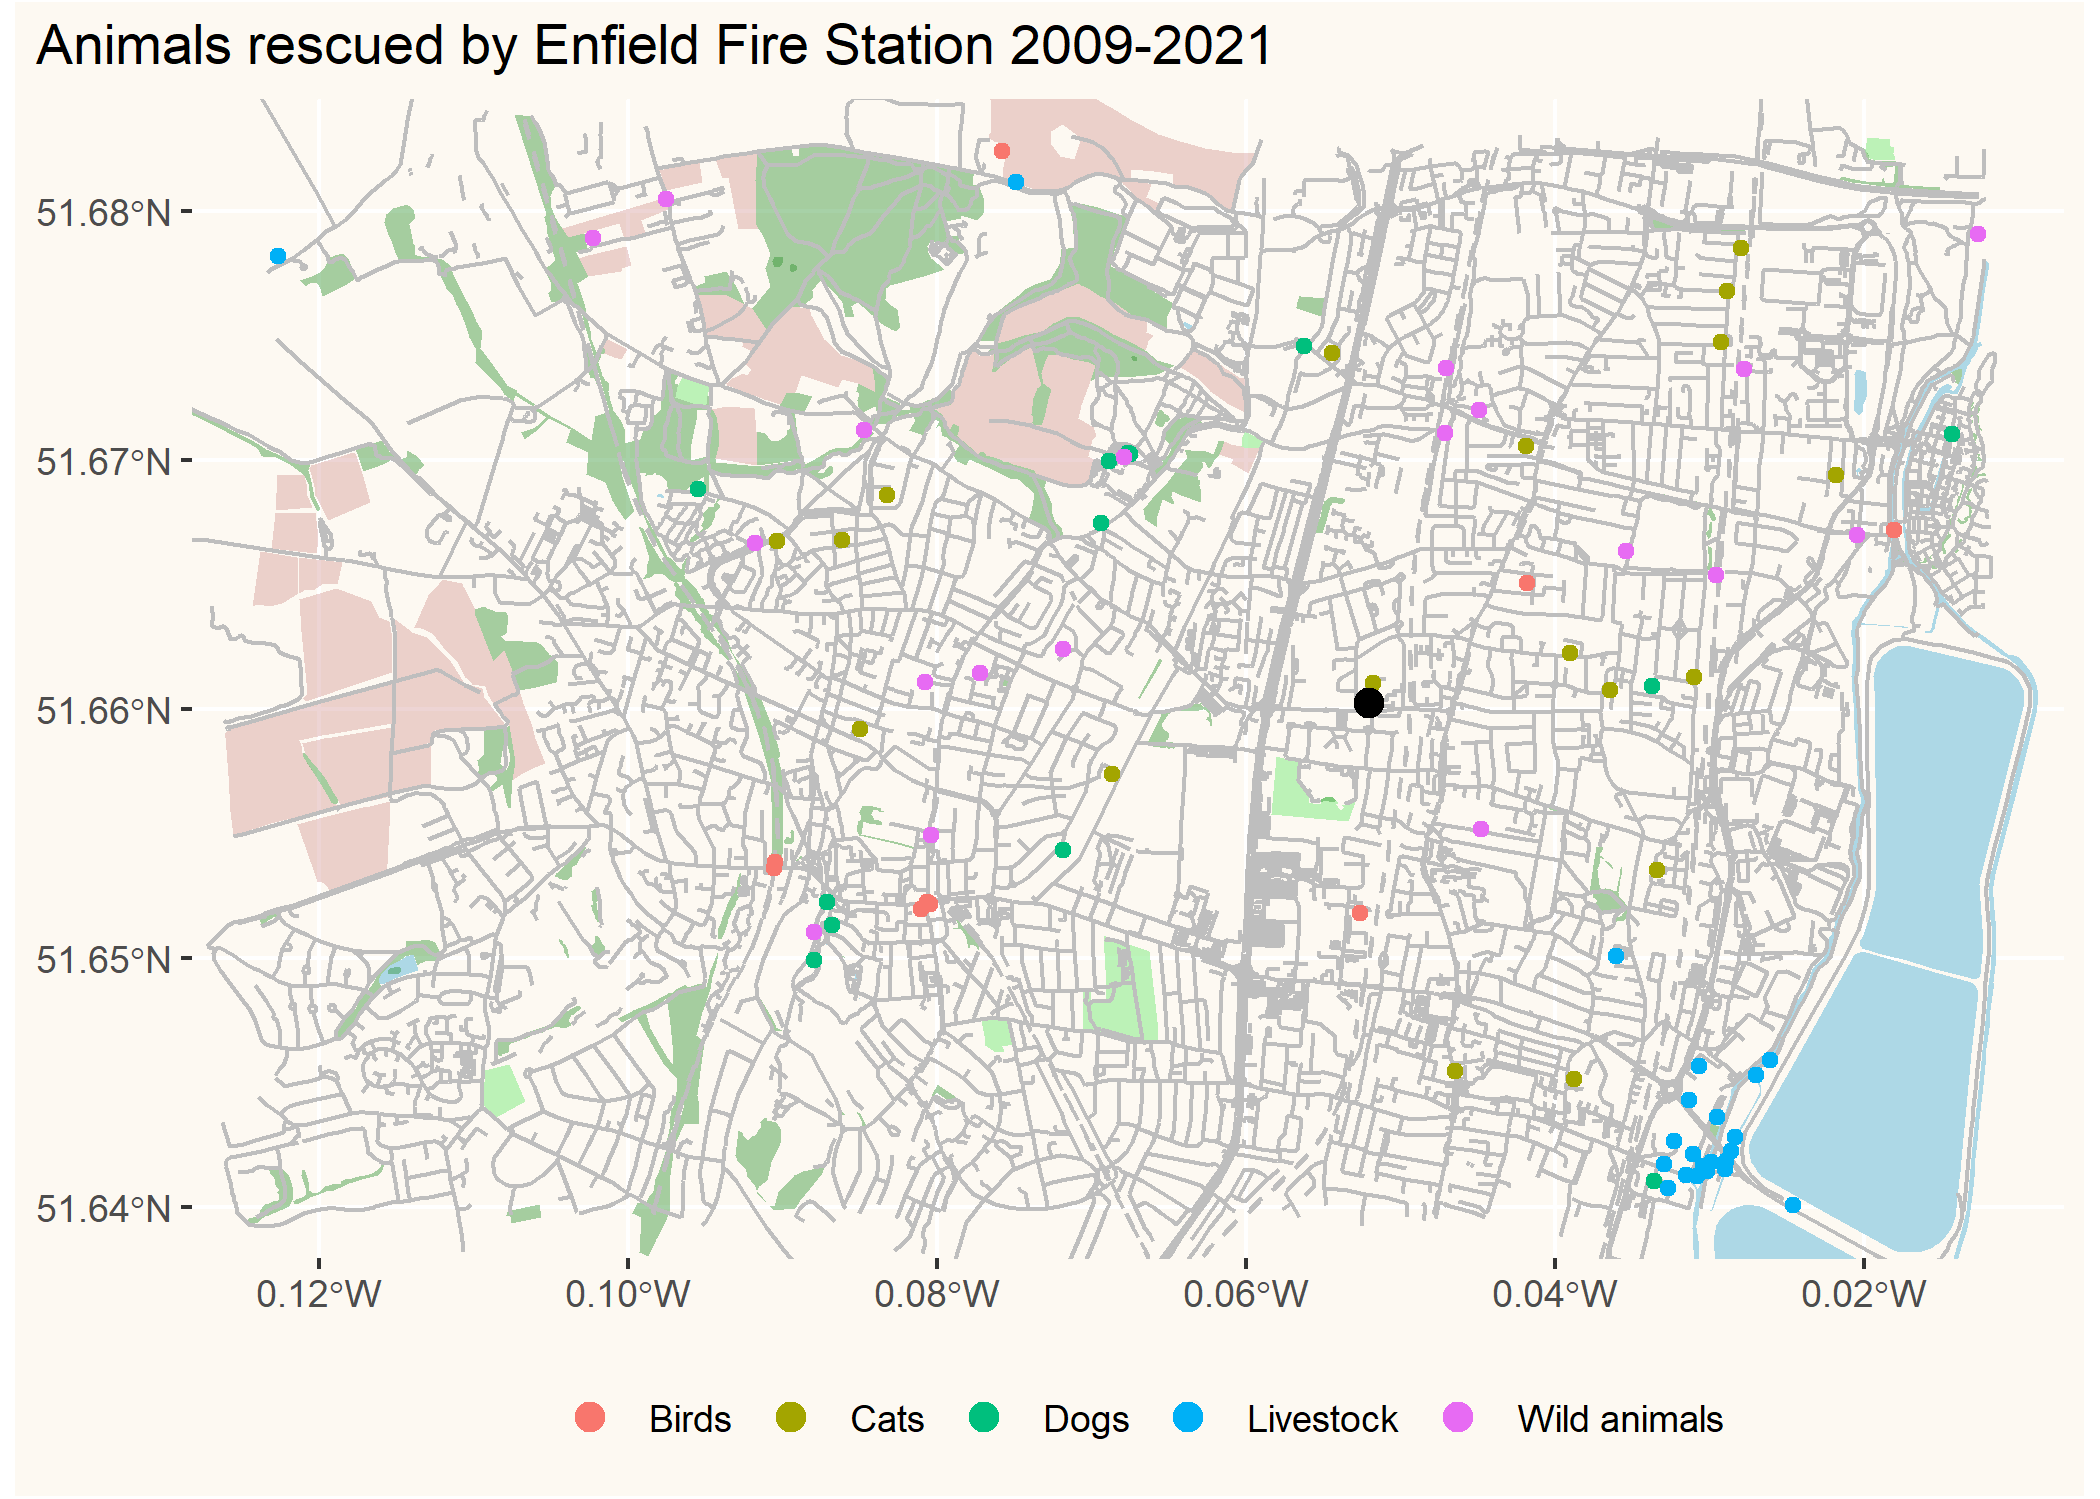 Animals rescued by Enfield Fire Station 2009-2021
51.68°N
51.67°N
51.66°N
51.65°N
51.64°N
0.12°W 0.10°W 0.08°W 0.06°W 0.04°W 0.02°W
Birds Cats Dogs Livestock Wild animals